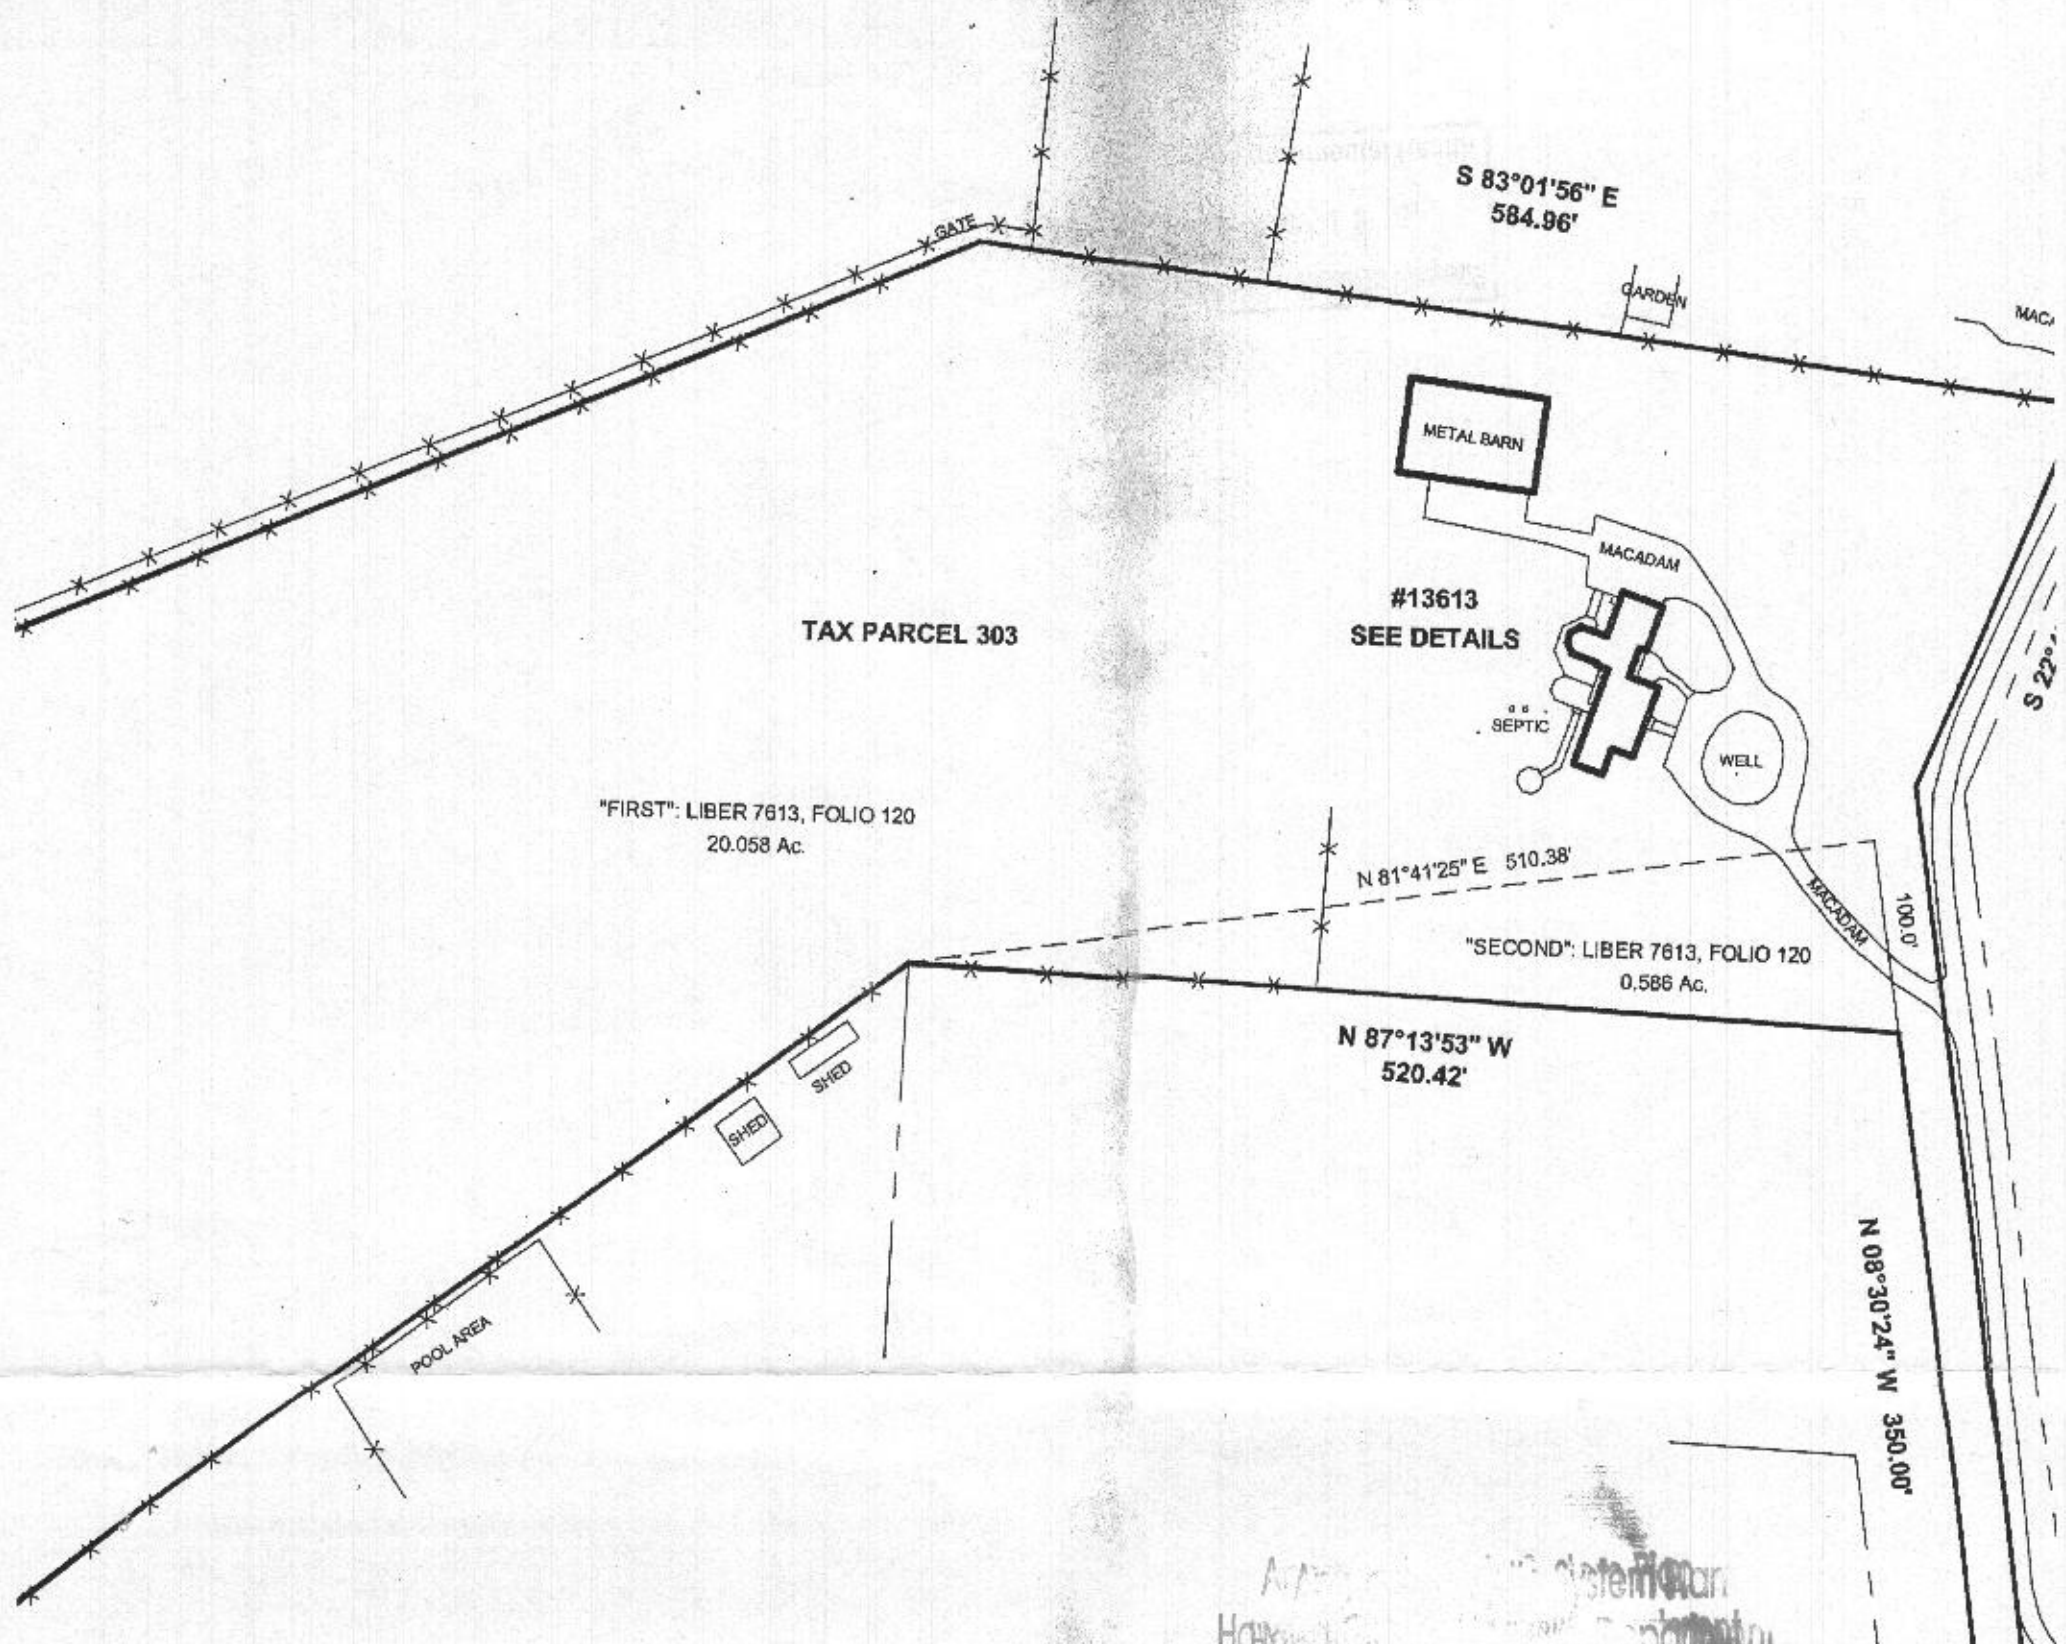 GATE
S 83°01'56" E
584.96'
GARDEN
METAL BARN
MACADAM
#13613
SEE DETAILS
TAX PARCEL 303
S 22°
SEPTIC
WELL
"FIRST": LIBER 7613, FOLIO 120
20.058 Ac.
N 81°41'25" E 510.38'
MACADAM
100.0'
"SECOND": LIBER 7613, FOLIO 120
0.586 Ac.
N 87°13'53" W
520.42'
SHED
SHED
POOL AREA
N 08°30'24" W 350.00'